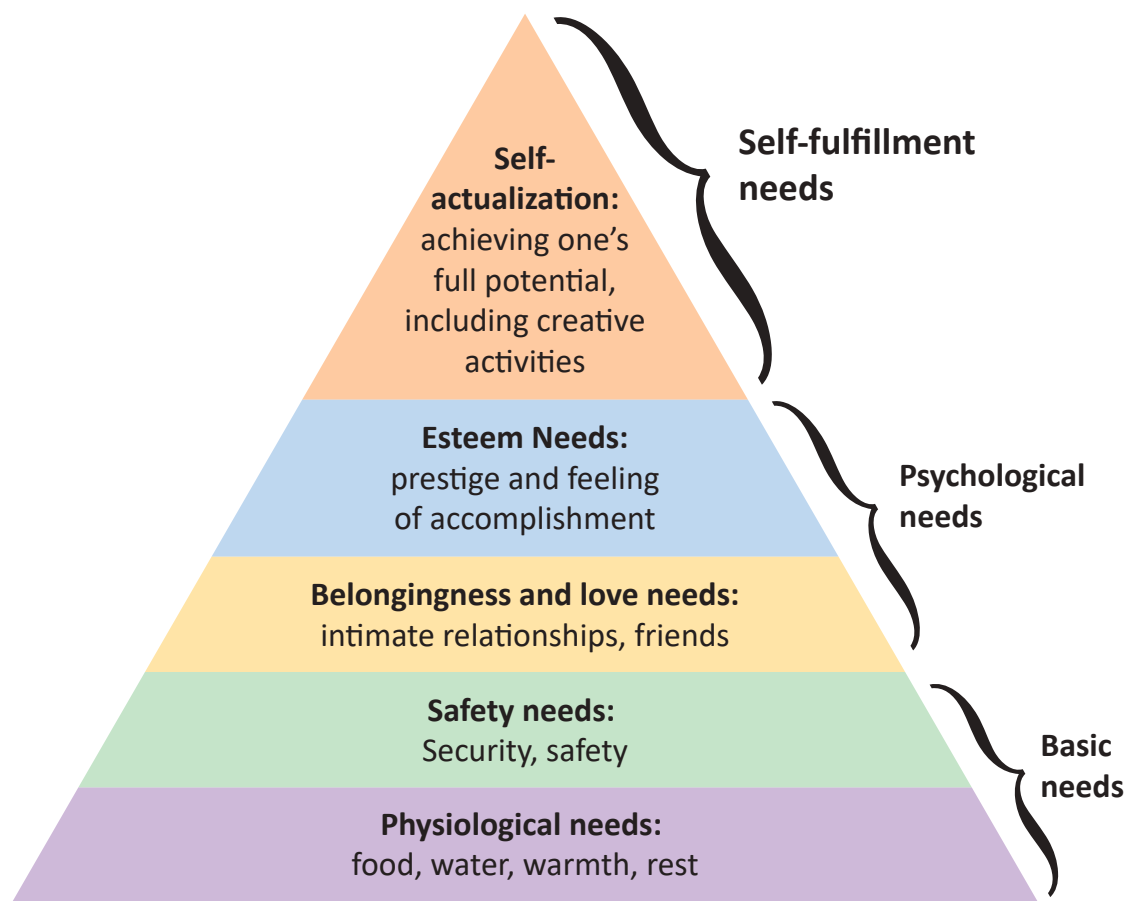 Self-
actualization:
achieving one’s
full potential,
including creative
activities
Self-fulfillment
needs
Esteem Needs:
prestige and feeling
of accomplishment
Psychological
needs
Belongingness and love needs:
intimate relationships, friends
Safety needs:
Security, safety
Basic
needs
Physiological needs:
food, water, warmth, rest